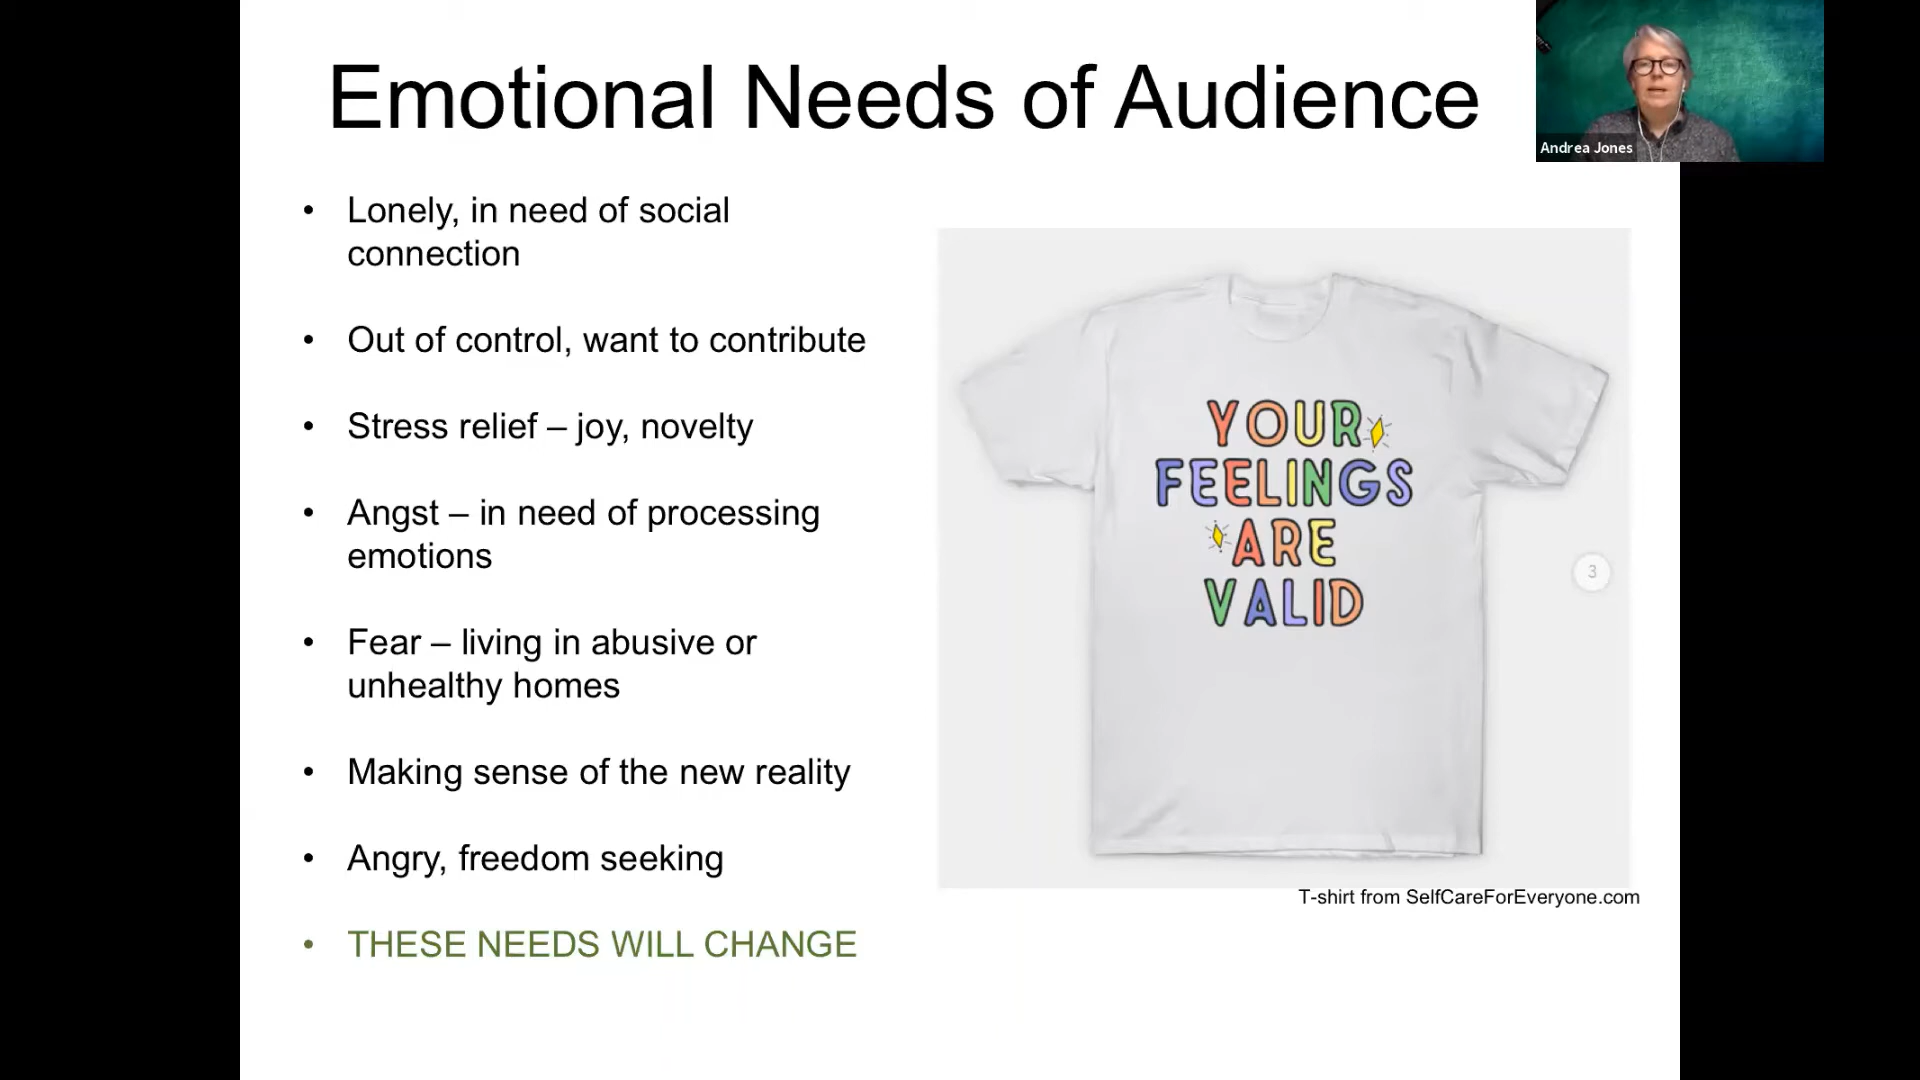 Emotional Needs of Audience
Andrea Jones
• Lonely, in need of social
connection
• Out of control, want to contribute
• Stress relief – joy, novelty
• Angst – in need of processing
emotions
• Fear – living in abusive or
unhealthy homes
• Making sense of the new reality
• Angry, freedom seeking
• THESE NEEDS WILL CHANGE
YOUR
FEELINGS
ARE
VALID
3
T-shirt from SelfCareForEveryone.com